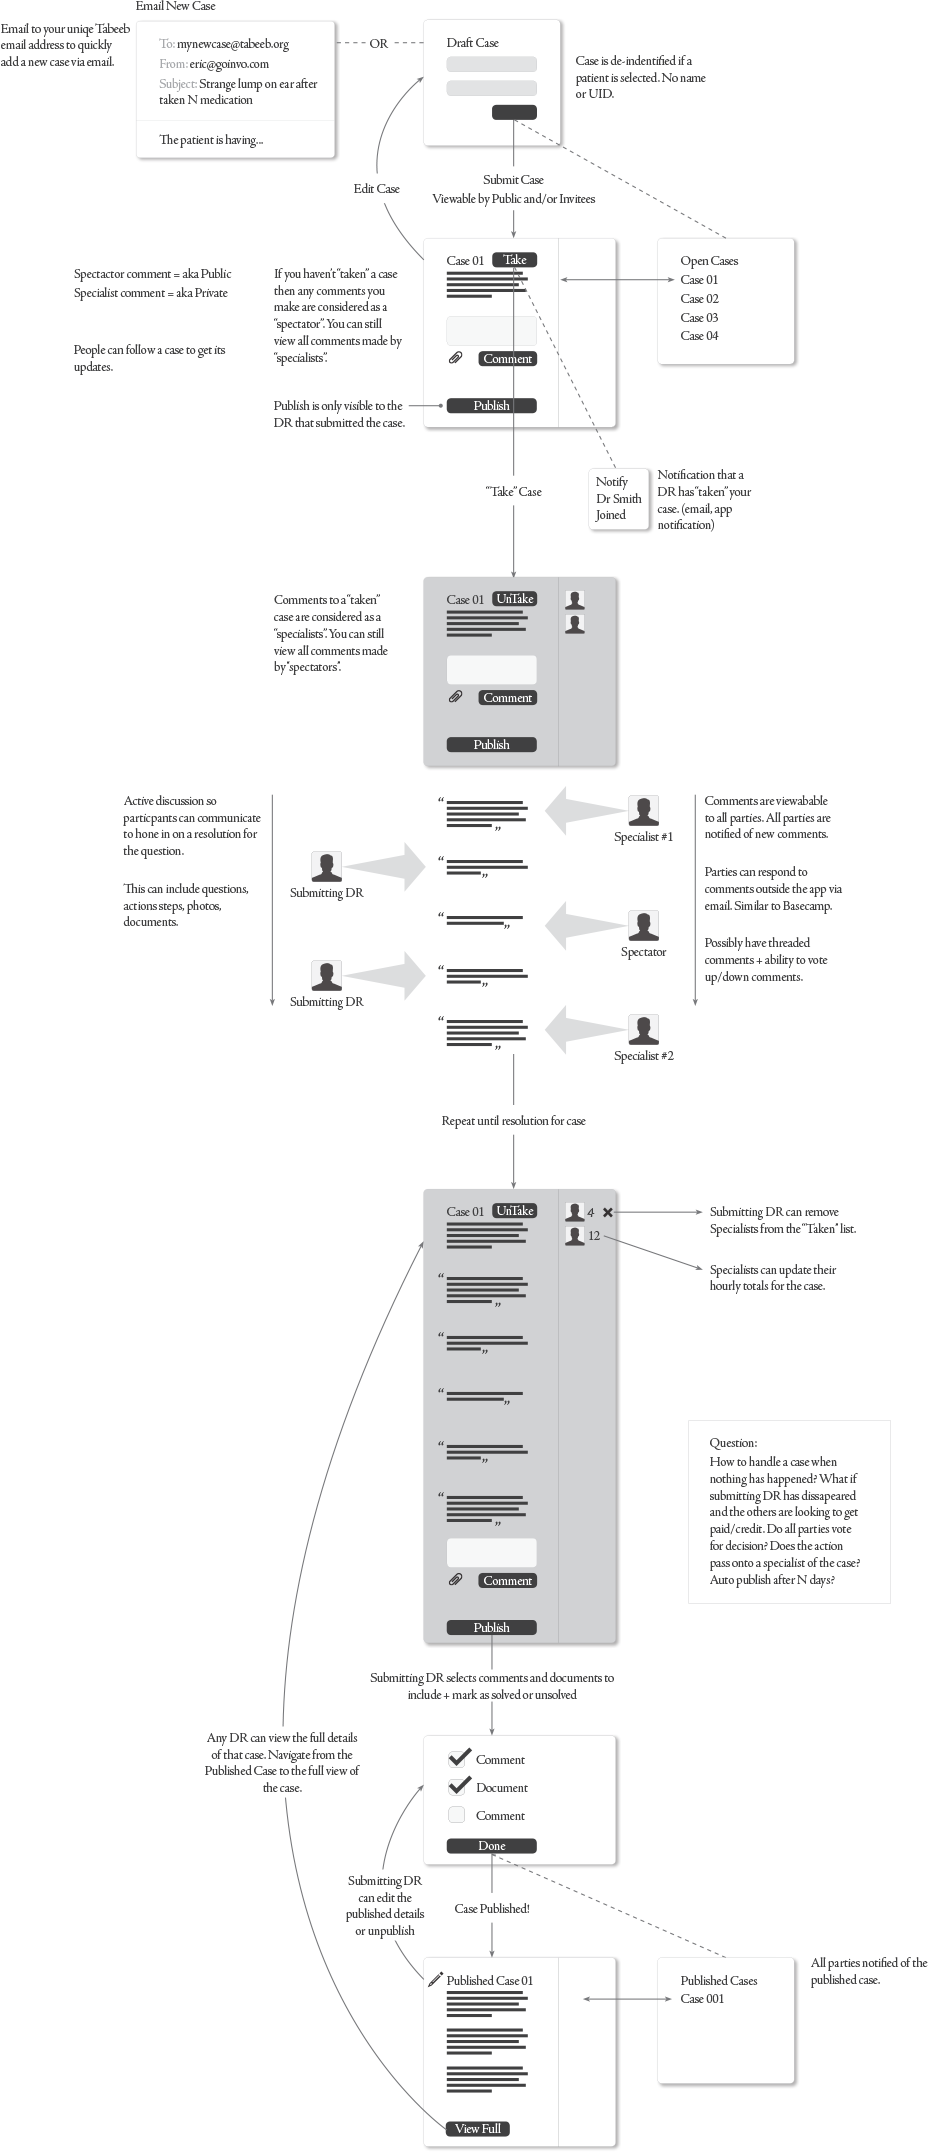 Email New Case
Email to your uniqe Tabeeb
email address to quickly
add a new case via email.
To: mynewcase@tabeeb.org
From: eric@goinvo.com
Subject: Strange lump on ear after
taken N medication
The patient is having...
OR
Draft Case
Case is de-indentified if a
patient is selected. No name
or UID.
Edit Case
Submit Case
Viewable by Public and/or Invitees
Spectactor comment = aka Public
Specialist comment = aka Private
People can follow a case to get its
updates.
If you haven't "taken" a case
then any comments you
make are considered as a
"spectator". You can still
view all comments made by
"specialists".
Publish is only visible to the
DR that submitted the case.
Case 01 Take
Comment
Publish
Open Cases
Case 01
Case 02
Case 03
Case 04
"Take" Case
Notify
Dr Smith
Joined
Notification that a
DR has "taken" your
case. (email, app
notification)
Comments to a "taken"
case are considered as a
"specialists". You can still
view all comments made
by "spectators".
Case 01 UnTake
Comment
Publish
Active discussion so
particpants can communicate
to hone in on a resolution for
the question.
This can include questions,
actions steps, photos,
documents.
Submitting DR
Submitting DR
“ ”
“ ”
“ ”
“ ”
“ ”
Specialist #1
Spectator
Specialist #2
Comments are viewabable
to all parties. All parties are
notified of new comments.
Parties can respond to
comments outside the app via
email. Similar to Basecamp.
Possibly have threaded
comments + ability to vote
up/down comments.
Repeat until resolution for case
Case 01 UnTake
4
12
“ ”
“ ”
“ ”
“ ”
“ ”
Comment
Publish
Submitting DR can remove
Specialists from the "Taken" list.
Specialists can update their
hourly totals for the case.
Question:
How to handle a case when
nothing has happened? What if
submitting DR has dissapeared
and the others are looking to get
paid/credit. Do all parties vote
for decision? Does the action
pass onto a specialist of the case?
Auto publish after N days?
Submitting DR selects comments and documents to
include + mark as solved or unsolved
Any DR can view the full details
of that case. Navigate from the
Published Case to the full view of
the case.
Comment
Document
Comment
Done
Submitting DR
can edit the
published details
or unpublish
Case Published!
Published Case 01
View Full
Published Cases
Case 001
All parties notified of the
published case.